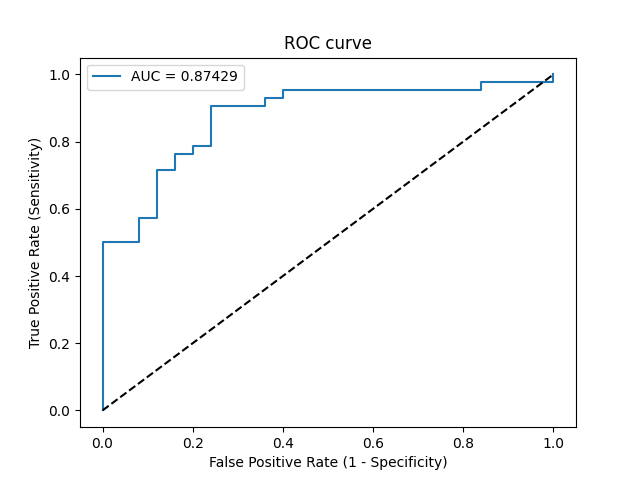 ROC curve
AUC = 0.87429
True Positive Rate (Sensitivity)
1.0
0.8
0.6
0.4
0.2
0.0
0.0 0.2 0.4 0.6 0.8 1.0
False Positive Rate (1 - Specificity)